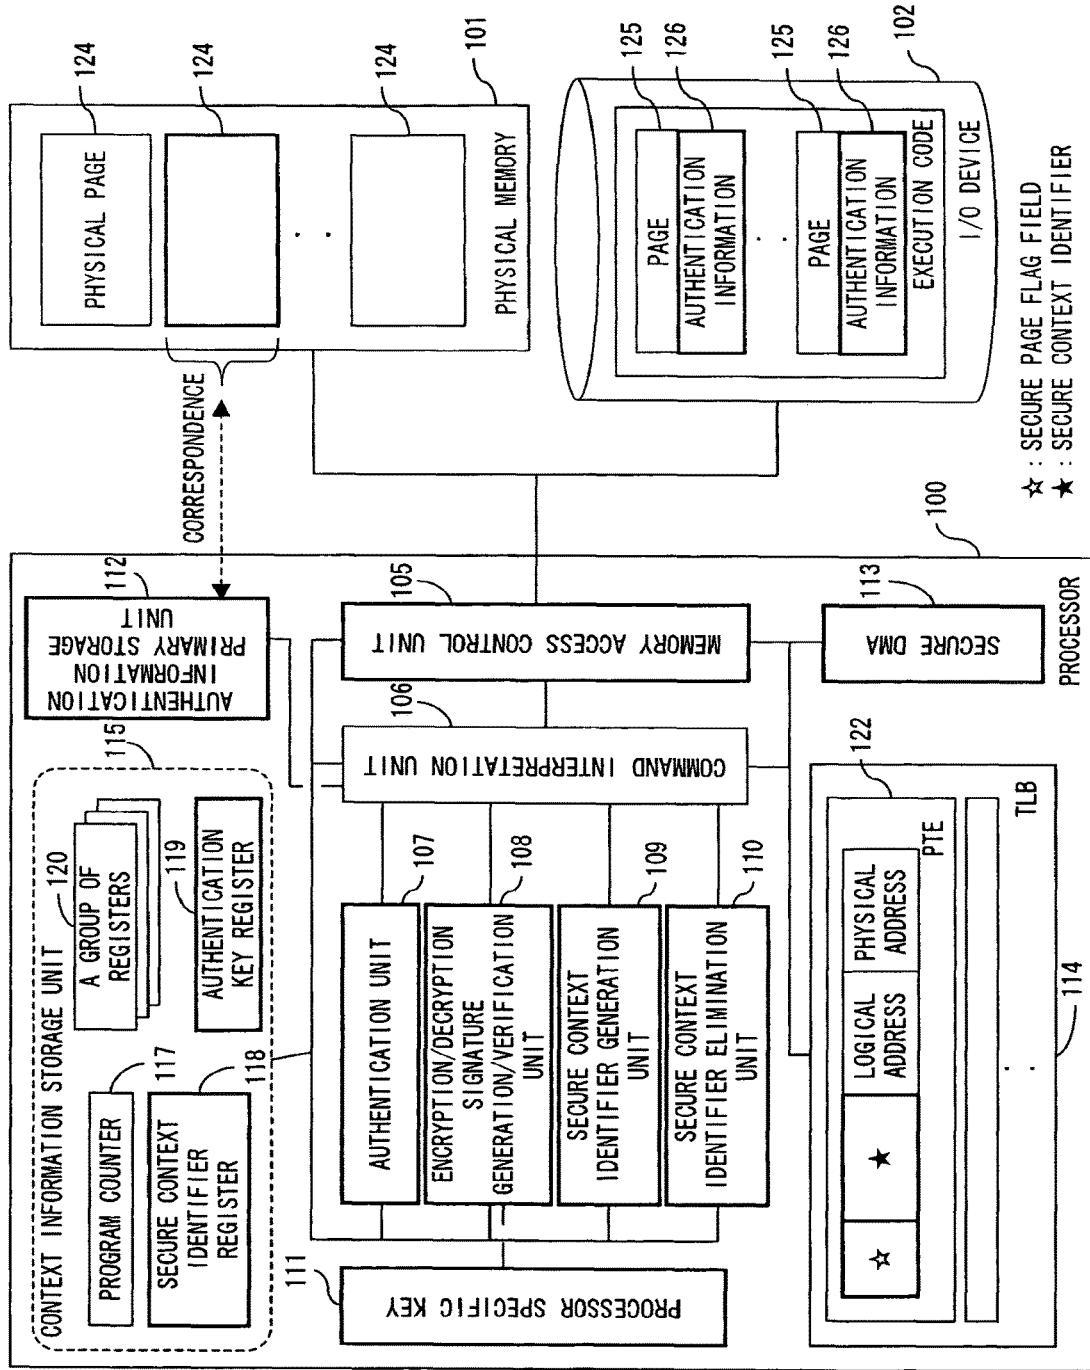 CONTEXT INFORMATION STORAGE UNIT
115
PROGRAM COUNTER
117
SECURE CONTEXT
IDENTIFIER
REGISTER
118
120
A GROUP OF
REGISTERS
119
AUTHENTICATION
KEY REGISTER
112
AUTHENTICATION
INFORMATION
PRIMARY STORAGE
UNIT
CORRESPONDENCE
124
PHYSICAL PAGE
124
. .
124
PHYSICAL MEMORY
101
111
PROCESSOR SPECIFIC KEY
AUTHENTICATION UNIT
107
ENCRYPTION/DECRYPTION
SIGNATURE
GENERATION/VERIFICATION
UNIT
108
SECURE CONTEXT
IDENTIFIER GENERATION
UNIT
109
SECURE CONTEXT
IDENTIFIER ELIMINATION
UNIT
110
106
COMMAND INTERPRETATION
UNIT
105
MEMORY ACCESS CONTROL UNIT
125
PAGE
126
AUTHENTICATION
INFORMATION
. .
125
PAGE
126
AUTHENTICATION
INFORMATION
EXECUTION CODE
I/O DEVICE
102
122
☆
★
LOGICAL
ADDRESS
PHYSICAL
ADDRESS
PTE
. .
TLB
114
113
SECURE DMA
PROCESSOR
100
☆ : SECURE PAGE FLAG FIELD
★ : SECURE CONTEXT IDENTIFIER